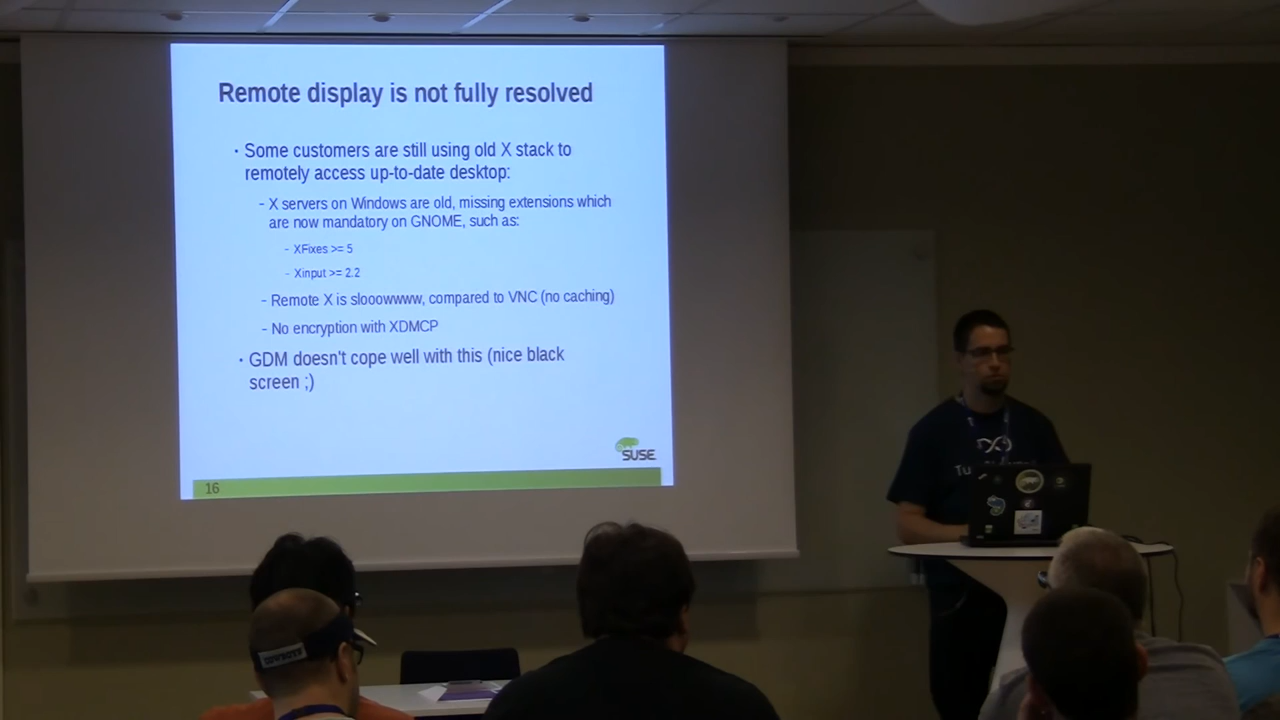 Remote display is not fully resolved
· Some customers are still using old X stack to
remotely access up-to-date desktop:
– X servers on Windows are old, missing extensions which
are now mandatory on GNOME, such as:
– XFixes >= 5
– Xinput >= 2.2
– Remote X is slooowwww, compared to VNC (no caching)
– No encryption with XDMCP
· GDM doesn't cope well with this (nice black
screen ;)
SUSE
16